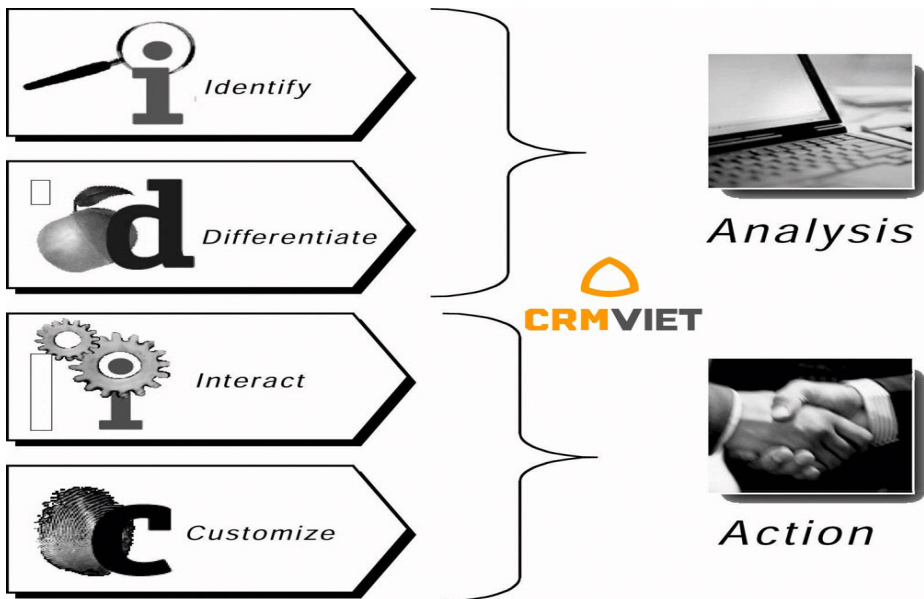 i
Identify
d
Differentiate
Analysis
CRMVIET
i
Interact
c
Customize
Action